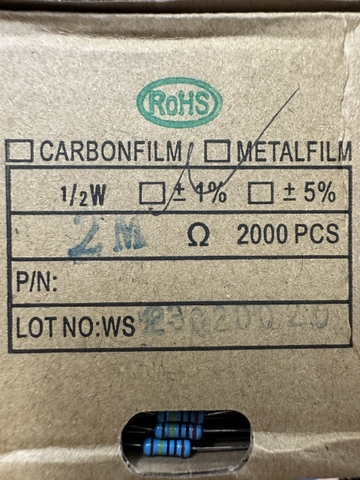 RoHS
☐ CARBONFILM ☐ METALFILM
1/2W ☐ ± 1% ☐ ± 5%
2M Ω 2000 PCS
P/N:
LOT NO:WS